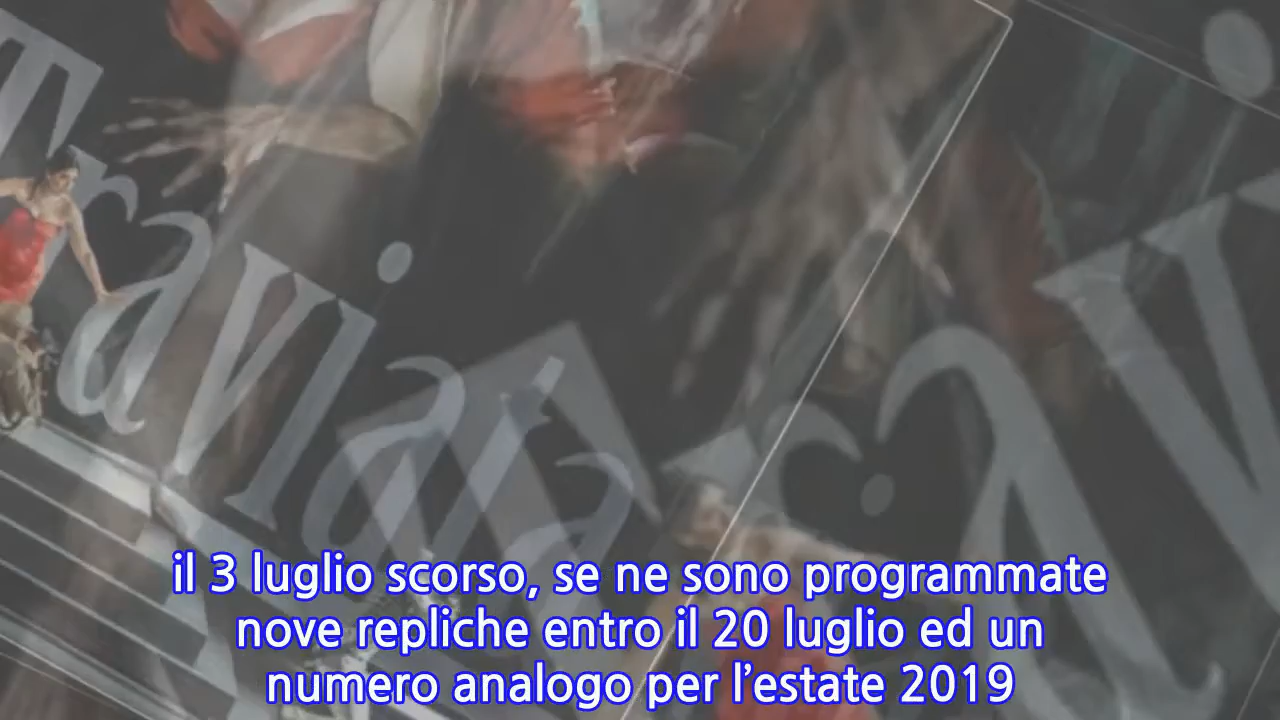 Traviata
ravi
il 3 luglio scorso, se ne sono programmate
nove repliche entro il 20 luglio ed un
numero analogo per l’estate 2019